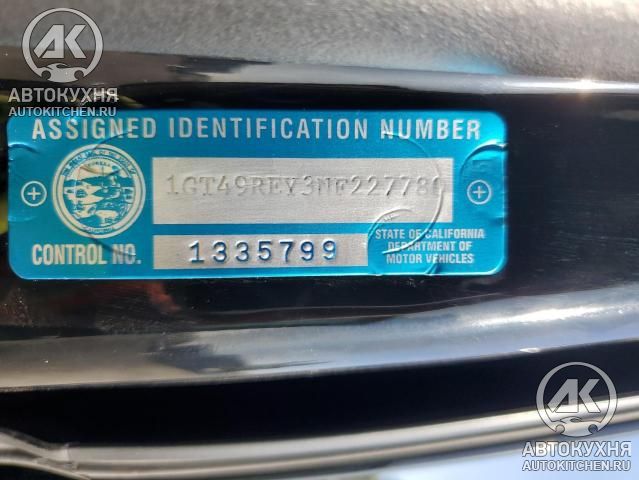 АВТОКУХНЯ
AUTOKITCHEN.RU
ASSIGNED IDENTIFICATION NUMBER
CONTROL NO. 1335799
STATE OF CALIFORNIA
DEPARTMENT OF
MOTOR VEHICLES
АВТОКУХНЯ
AUTOKITCHEN.RU